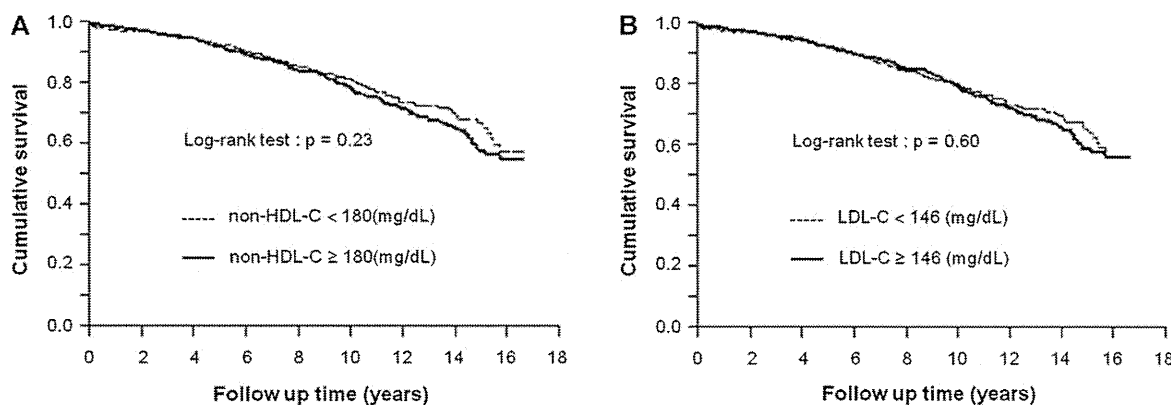 A
Cumulative survival
1.0
0.8
0.6
0.4
0.2
0.0
Log-rank test : p = 0.23
non-HDL-C < 180(mg/dL)
non-HDL-C ≥ 180(mg/dL)
0 2 4 6 8 10 12 14 16 18
Follow up time (years)
B
Cumulative survival
1.0
0.8
0.6
0.4
0.2
0.0
Log-rank test : p = 0.60
LDL-C < 146 (mg/dL)
LDL-C ≥ 146 (mg/dL)
0 2 4 6 8 10 12 14 16 18
Follow up time (years)